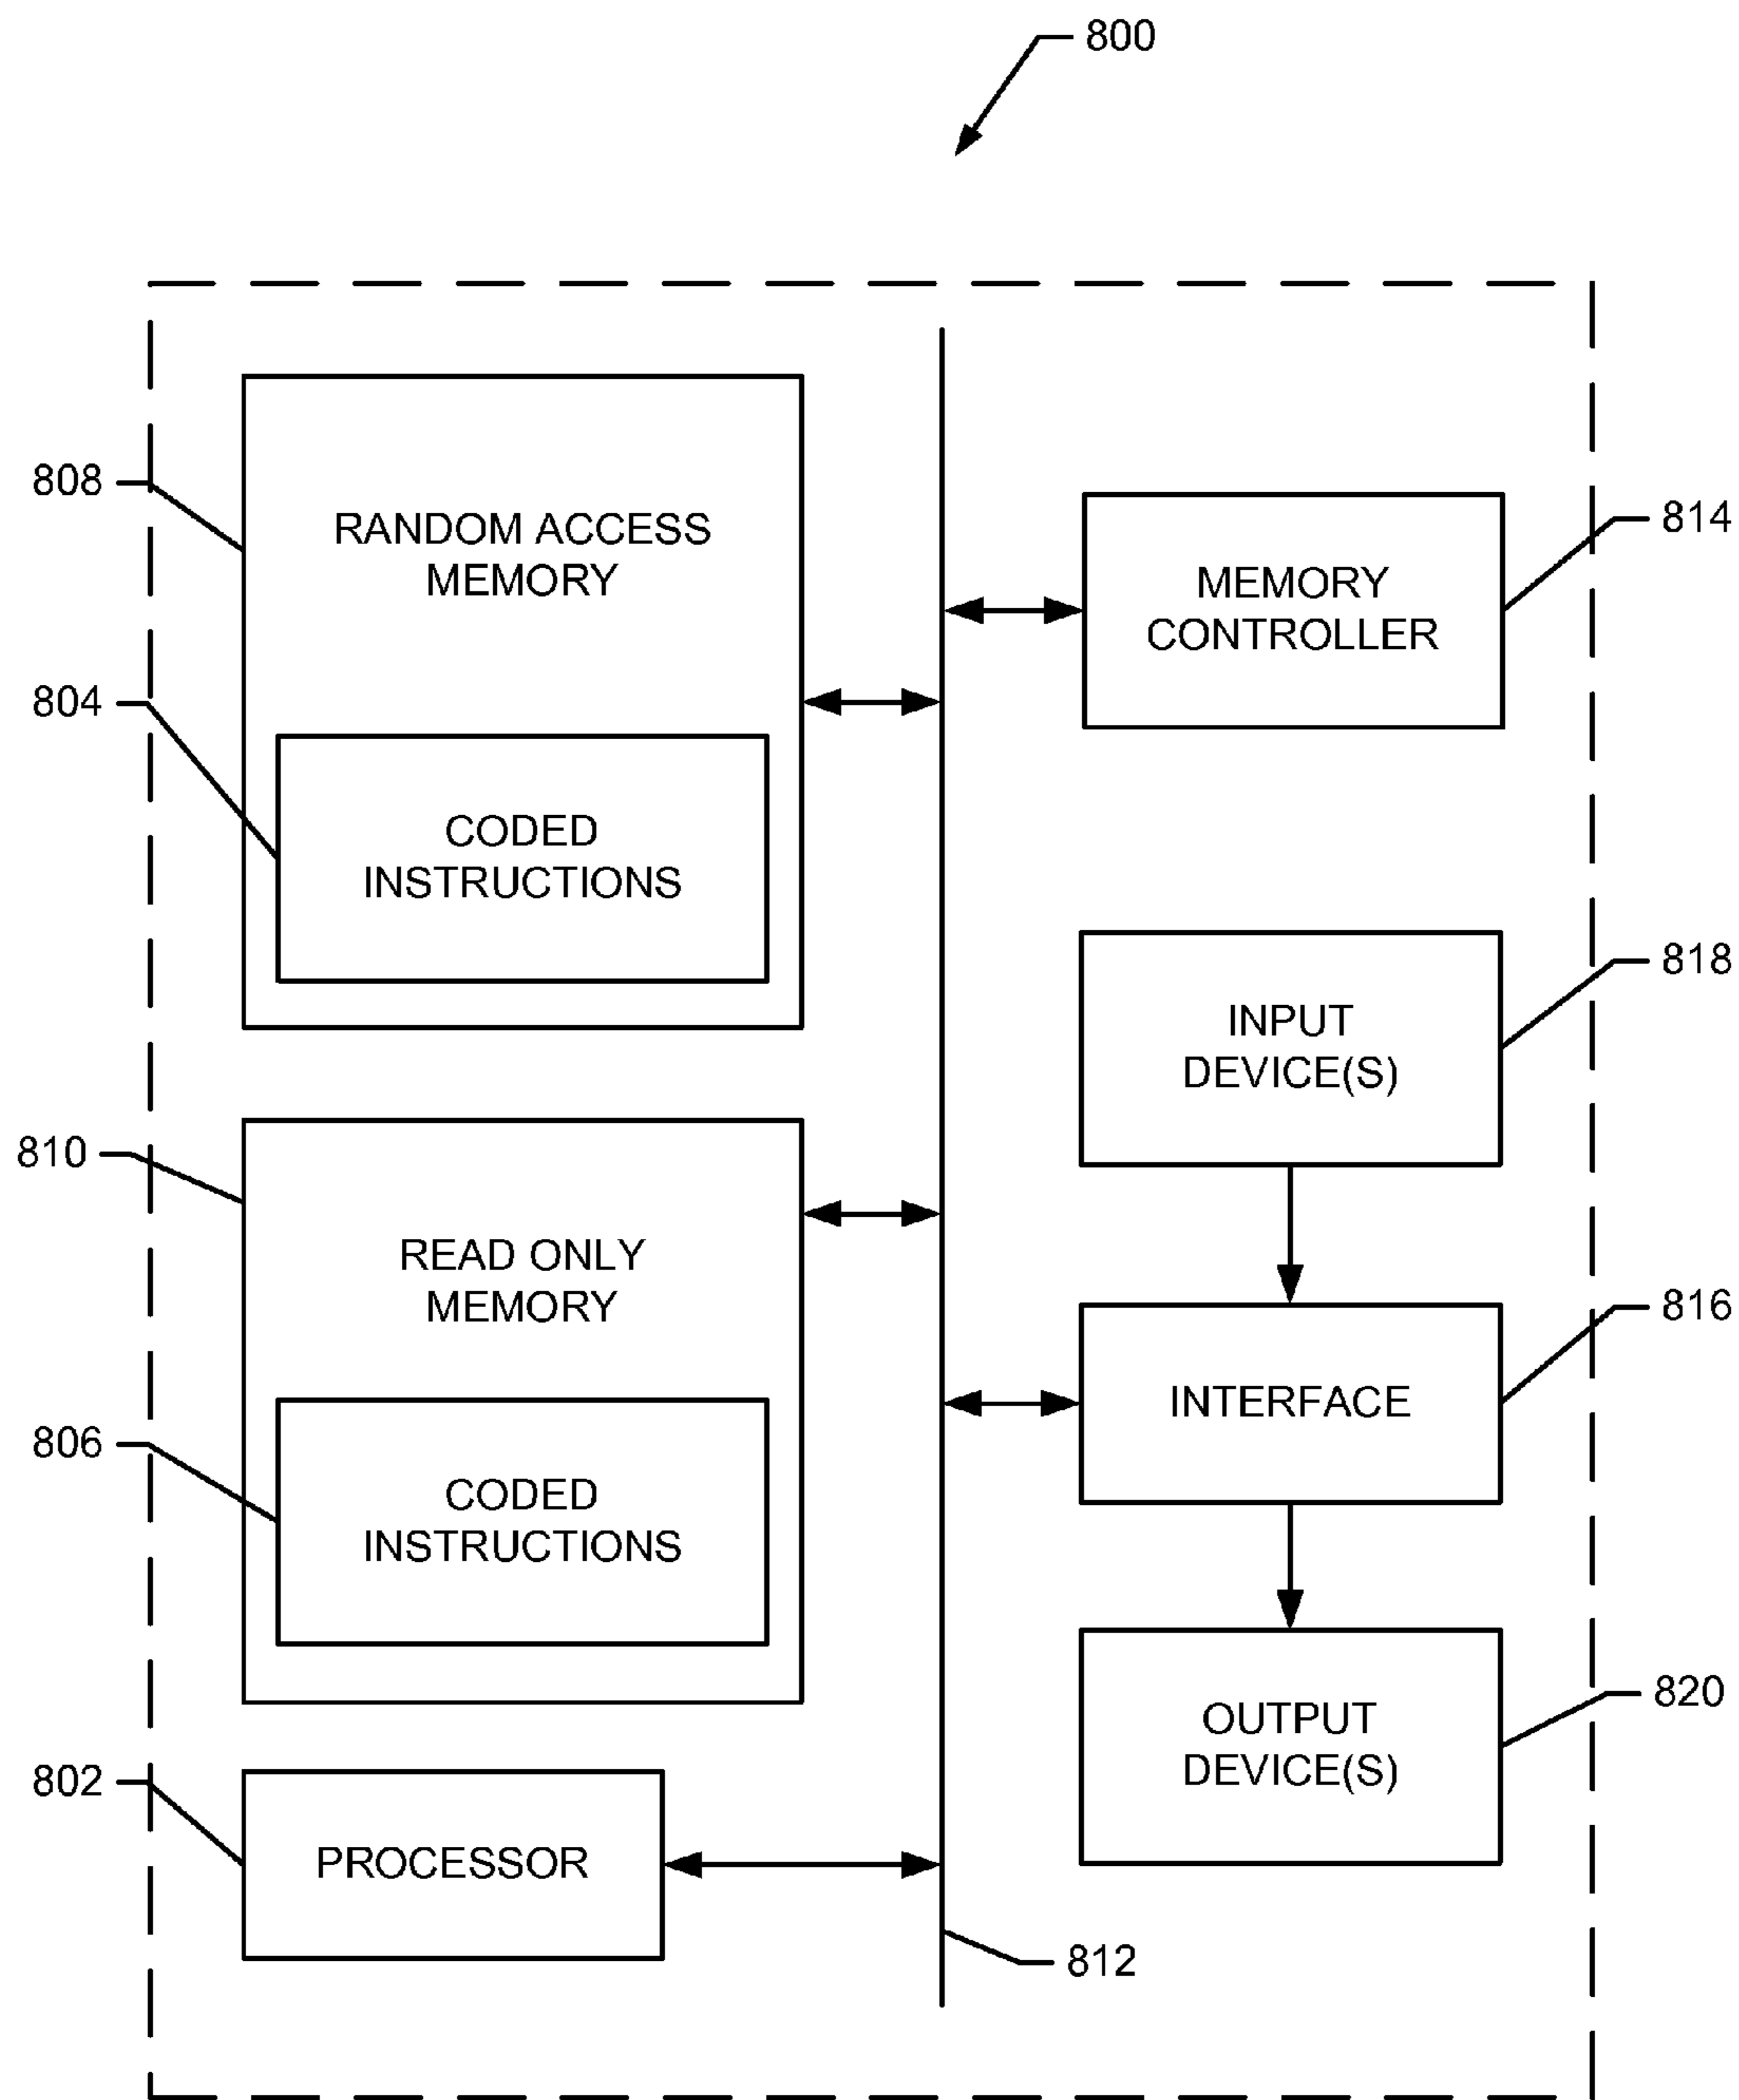 800
808
RANDOM ACCESS
MEMORY
804
CODED
INSTRUCTIONS
810
READ ONLY
MEMORY
806
CODED
INSTRUCTIONS
802
PROCESSOR
812
MEMORY
CONTROLLER
814
INPUT
DEVICE(S)
818
INTERFACE
816
OUTPUT
DEVICE(S)
820